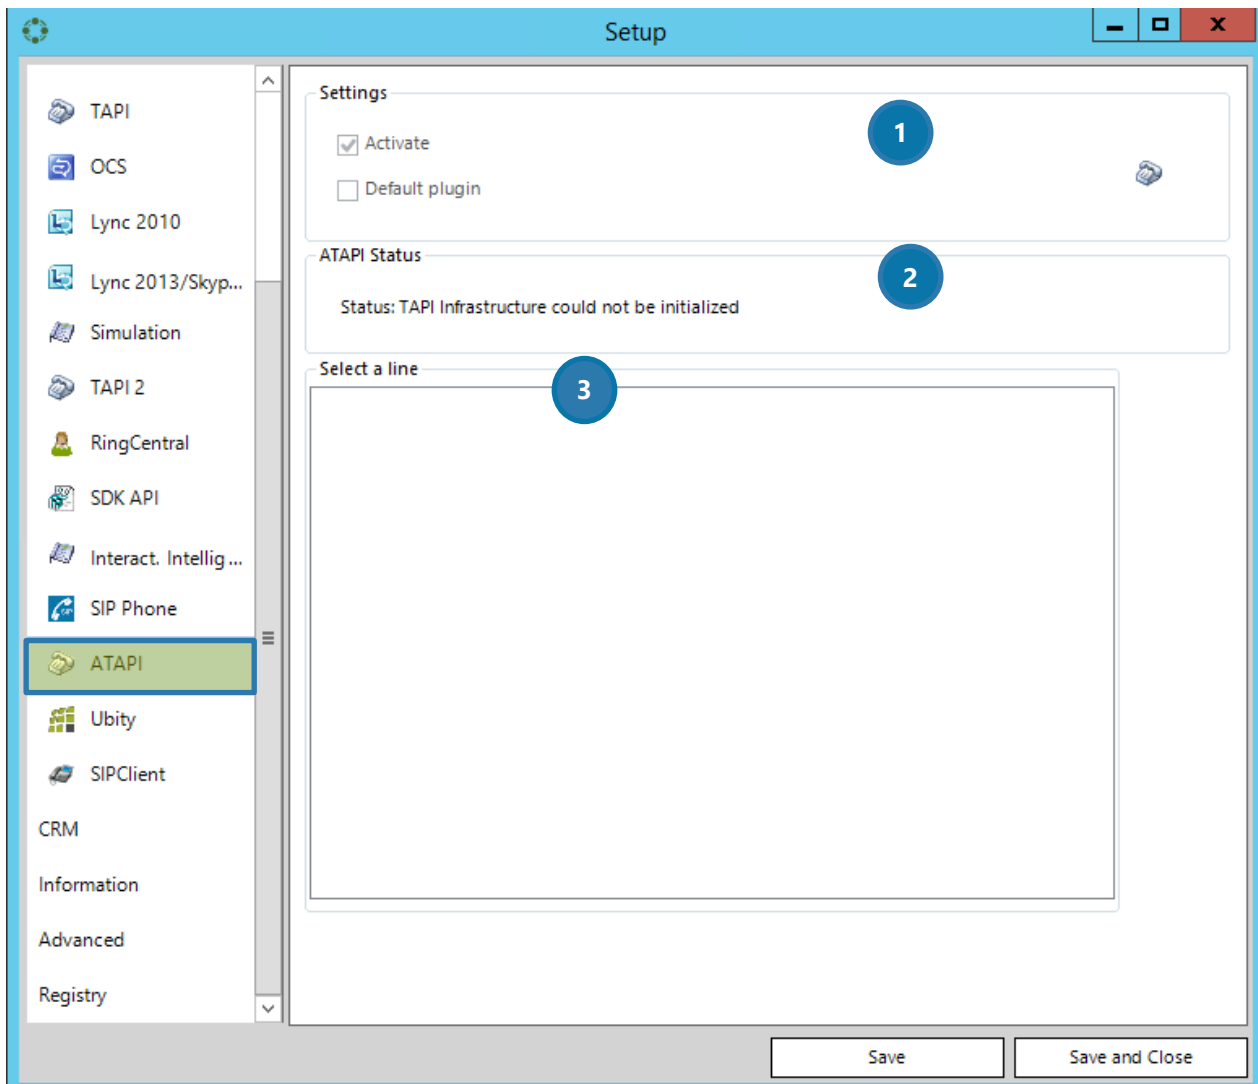 Setup
TAPI
OCS
Lync 2010
Lync 2013/Skyp...
Simulation
TAPI 2
RingCentral
SDK API
Interact. Intellig ...
SIP Phone
ATAPI
Ubity
SIPClient
CRM
Information
Advanced
Registry
Settings
1
Activate
Default plugin
ATAPI Status
2
Status: TAPI Infrastructure could not be initialized
Select a line
3
Save
Save and Close